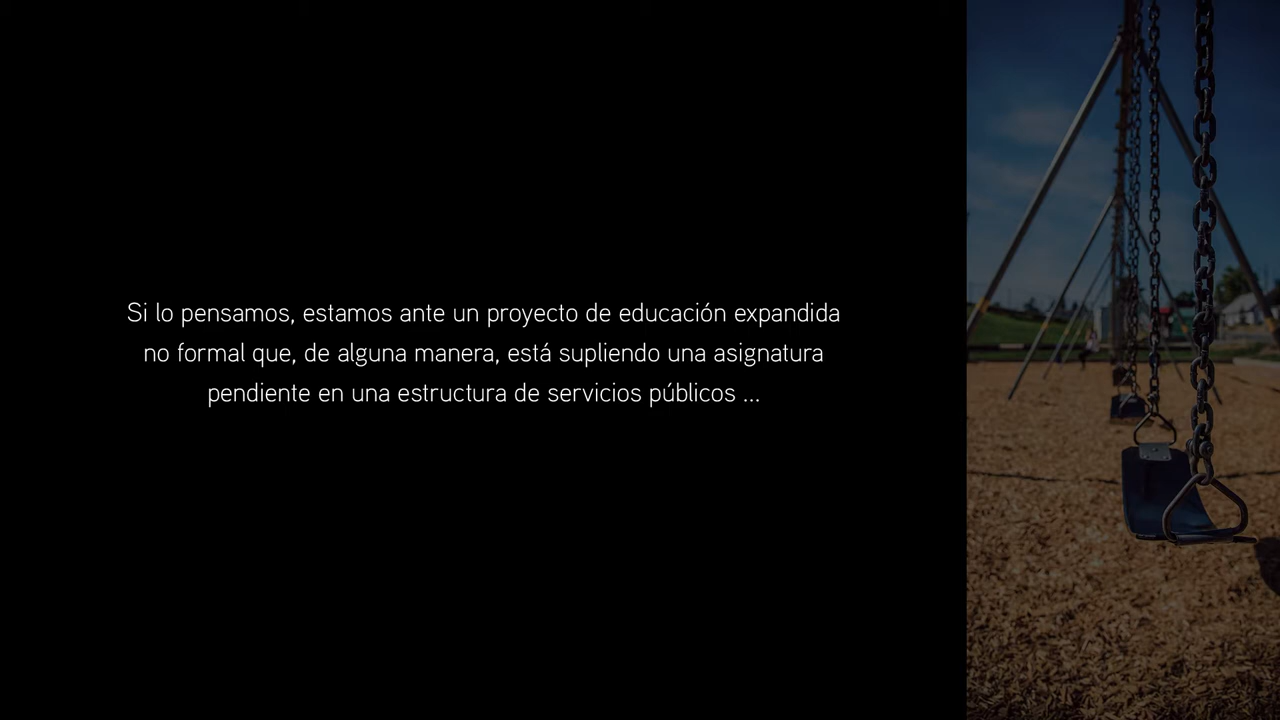 Si lo pensamos, estamos ante un proyecto de educación expandida
no formal que, de alguna manera, está supliendo una asignatura
pendiente en una estructura de servicios públicos ...